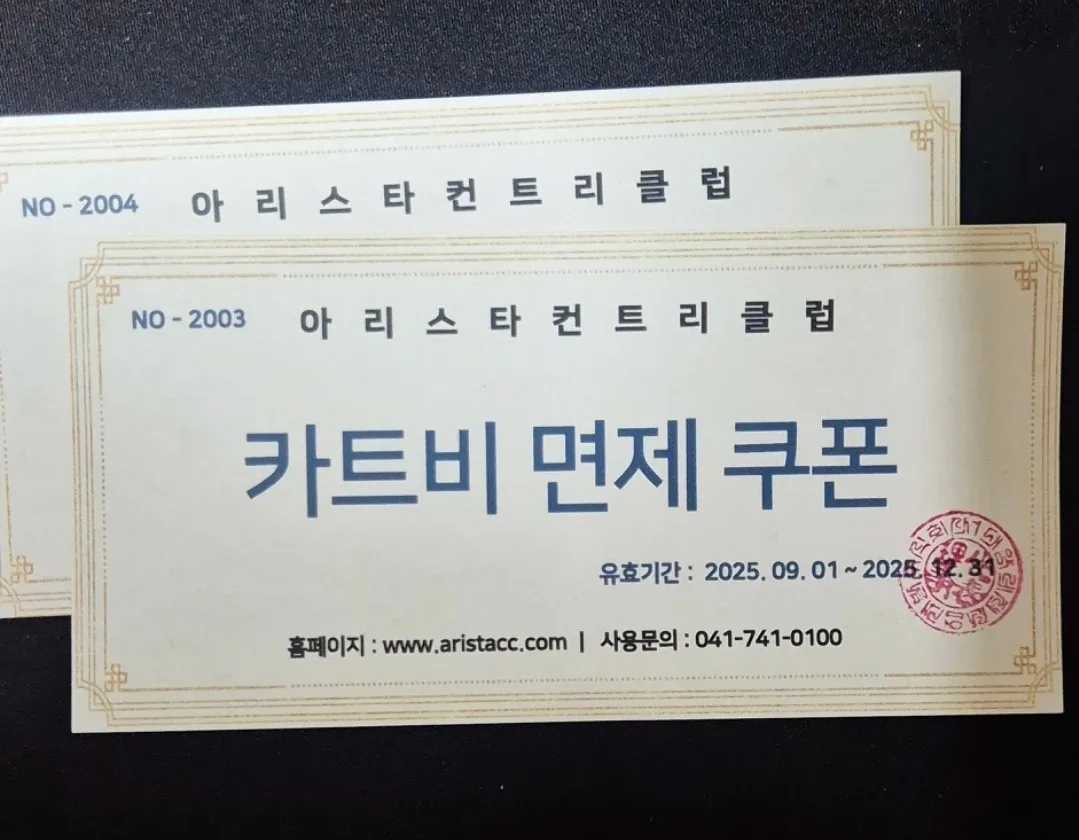 NO - 2004 아리스타컨트리클럽
NO - 2003 아리스타컨트리클럽
카트비 면제 쿠폰
유효기간 : 2025. 09. 01 ~ 2025. 12. 31
홈페이지 : www.aristacc.com | 사용문의 : 041-741-0100